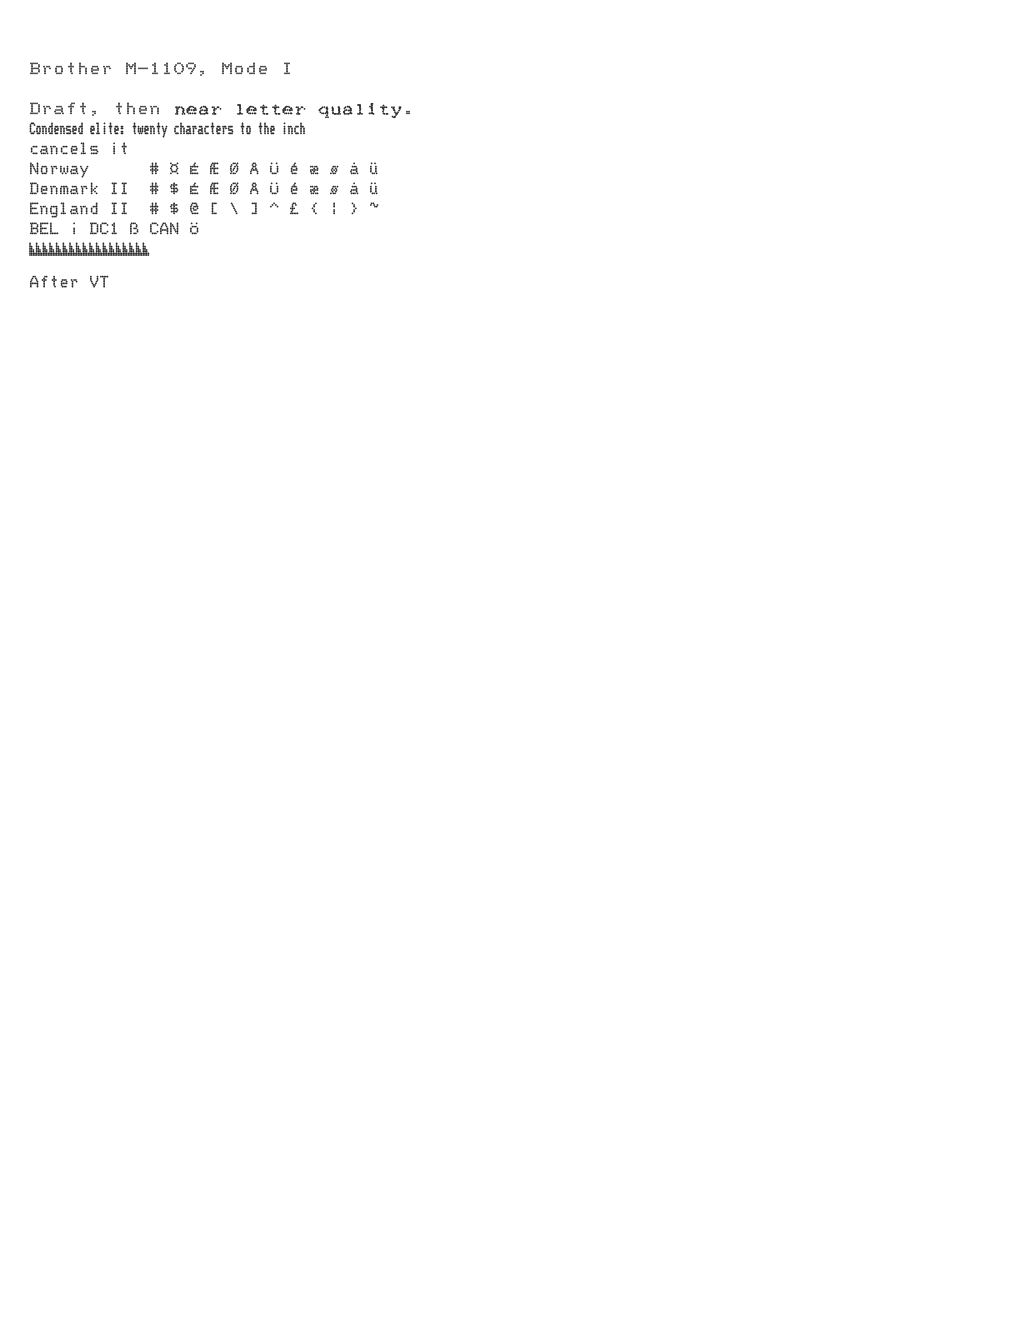 Brother M-1109, Mode I
Draft, then near letter quality.
Condensed elite: twenty characters to the inch
cancels it
Norway # ¤ É Æ Ø Å Ü é æ ø å ü
Denmark II # $ É Æ Ø Å Ü é æ ø å ü
England II # $ @ [ \ ] ^ £ { ¦ } ~
BEL ¡ DC1 ß CAN ö
After VT